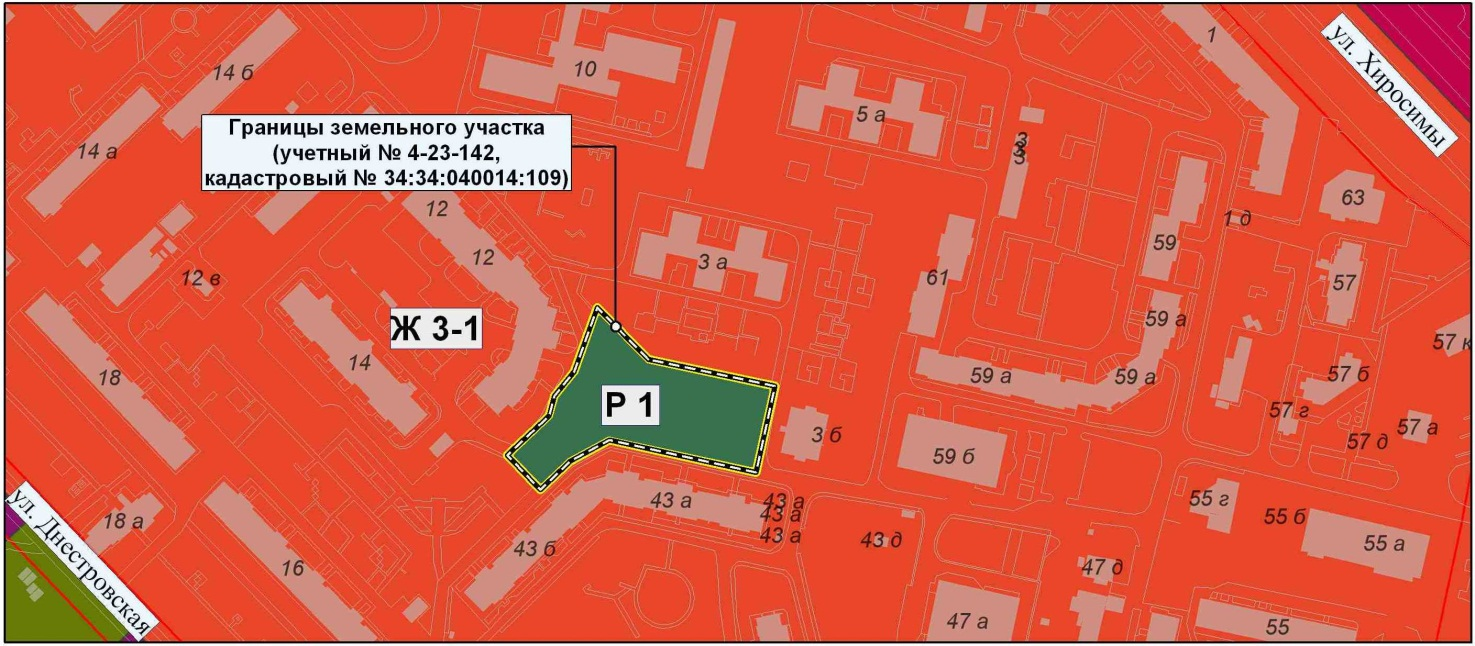 1
ул. Хиросимы
14 б
10
5 а
Границы земельного участка
(учетный № 4-23-142,
кадастровый № 34:34:040014:109)
14 а
3
3
3
63
12
1 д
59
12
3 а
12 в
61
57
Ж 3-1
59 а
57 к
14
18
59 а
59 а
57 б
Р 1
57 г
57 а
3 б
57 д
59 б
43 а
43 а
43 а
43 а
55 г
55 б
18 а
ул. Днестровская
43 б
43 д
55 а
16
47 д
47 а
55